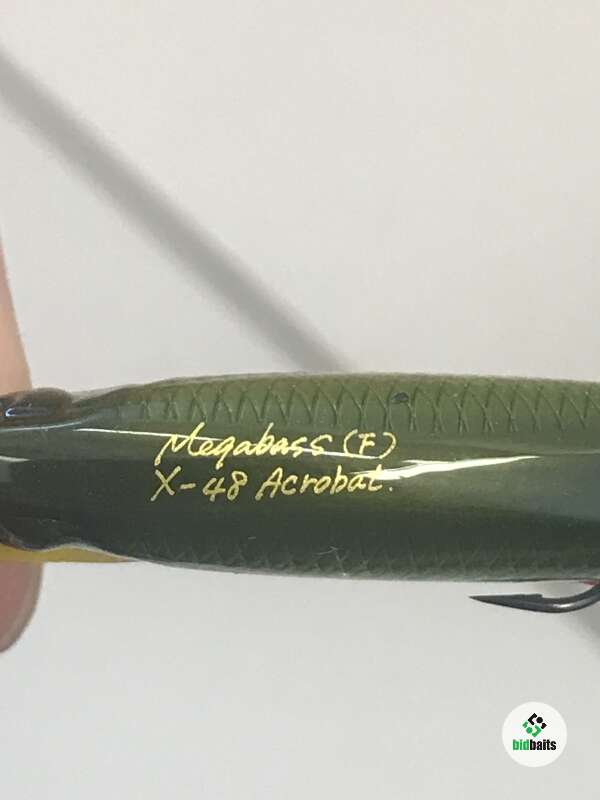 Megabass (F)
X-48 Acrobat.
bidbaits